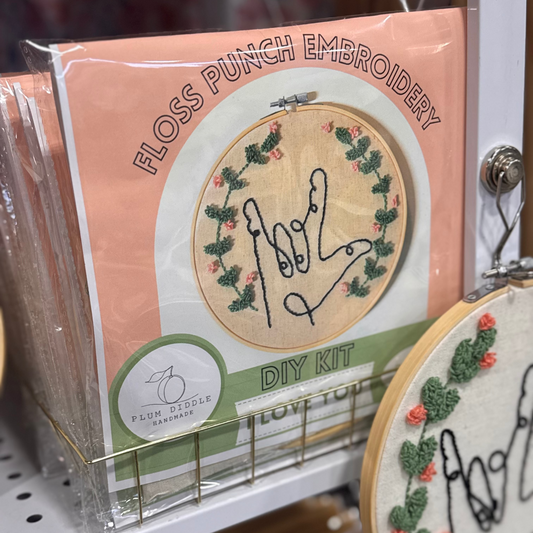 FLOSS PUNCH EMBROIDERY
DIY KIT
I LOVE YOU
PLUM DIDDLE
HANDMADE